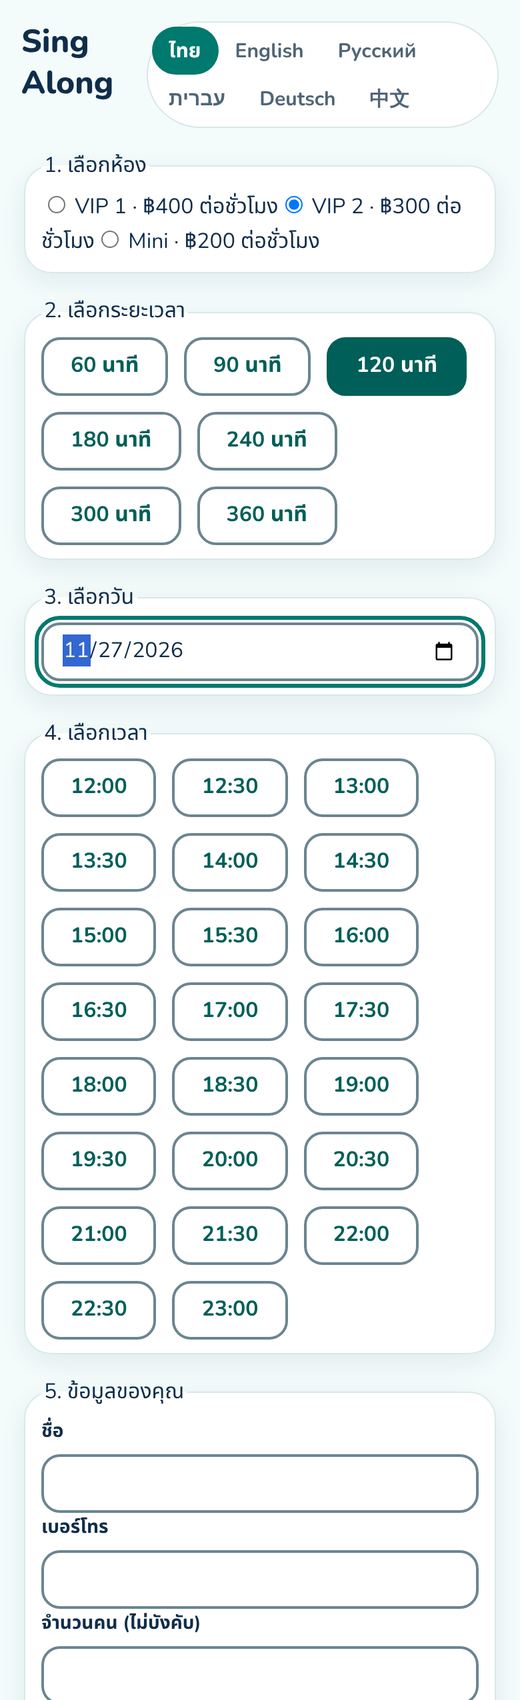 Sing Along
ไทย English Русский
עברית Deutsch 中文
1. เลือกห้อง
VIP 1 · ฿400 ต่อชั่วโมง VIP 2 · ฿300 ต่อ
ชั่วโมง Mini · ฿200 ต่อชั่วโมง
2. เลือกระยะเวลา
60 นาที 90 นาที 120 นาที
180 นาที 240 นาที
300 นาที 360 นาที
3. เลือกวัน
11/27/2026
4. เลือกเวลา
12:00 12:30 13:00
13:30 14:00 14:30
15:00 15:30 16:00
16:30 17:00 17:30
18:00 18:30 19:00
19:30 20:00 20:30
21:00 21:30 22:00
22:30 23:00
5. ข้อมูลของคุณ
ชื่อ
เบอร์โทร
จำนวนคน (ไม่บังคับ)